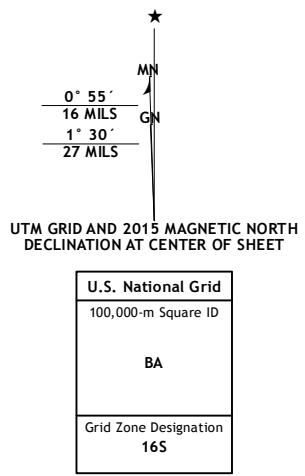 ★
MN
0° 55´
16 MILS
GN
1° 30´
27 MILS
UTM GRID AND 2015 MAGNETIC NORTH
DECLINATION AT CENTER OF SHEET
U.S. National Grid
100,000-m Square ID
BA
Grid Zone Designation
16S